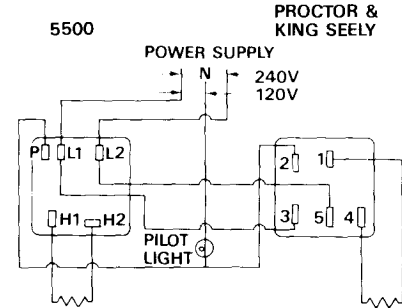 5500
PROCTOR &
KING SEELY
POWER SUPPLY
N
240V
120V
P
L1
L2
H1
H2
PILOT
LIGHT
2
1
3
5
4